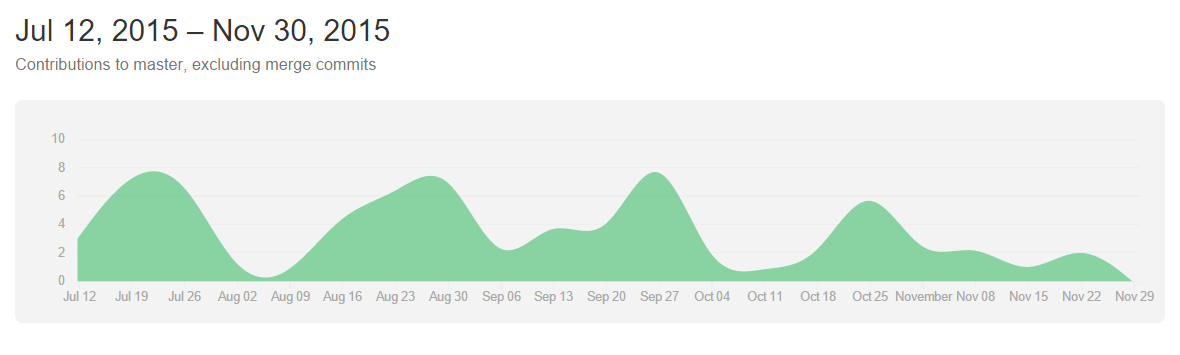 Jul 12, 2015 – Nov 30, 2015
Contributions to master, excluding merge commits
10
8
6
4
2
0
Jul 12 Jul 19 Jul 26 Aug 02 Aug 09 Aug 16 Aug 23 Aug 30 Sep 06 Sep 13 Sep 20 Sep 27 Oct 04 Oct 11 Oct 18 Oct 25 November Nov 08 Nov 15 Nov 22 Nov 29